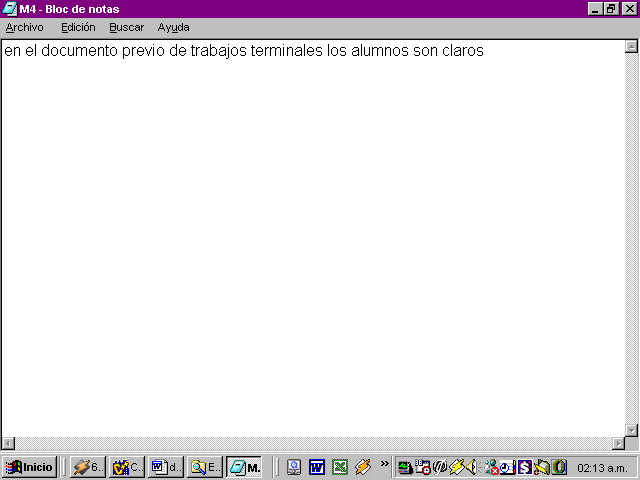 M4 - Bloc de notas
Archivo Edición Buscar Ayuda
en el documento previo de trabajos terminales los alumnos son claros
Inicio 6.. C.. d.. E.. M. » 02:13 a.m.